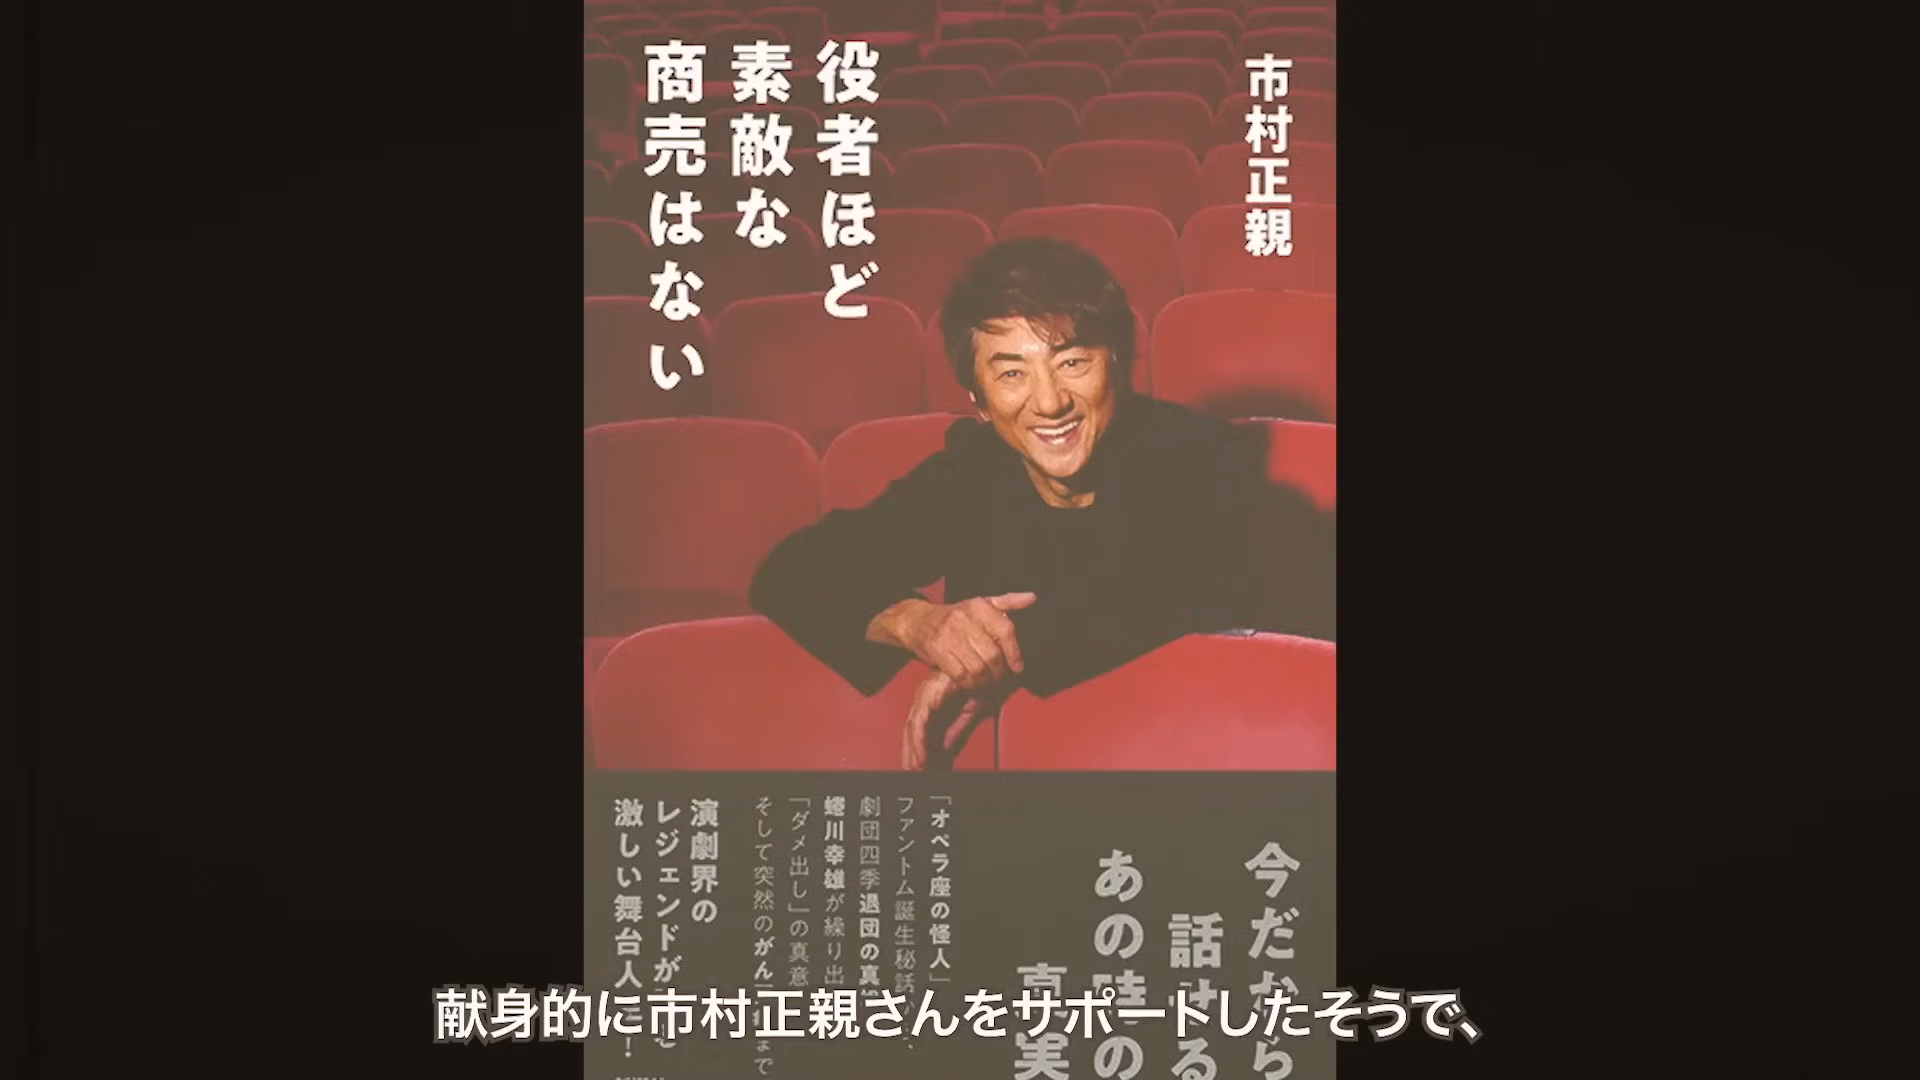 市村正親
役者ほど
素敵な
商売はない
今だから
話せる
あの時の
真実
「オペラ座の怪人」
ファントム誕生秘話
劇団四季退団の真
蜷川幸雄が繰り出
「ダメ出し」の真意
そして突然のがん
まで
演劇界の
レジェンドが
激しい舞台人
！
献身的に市村正親さんをサポートしたそうで、